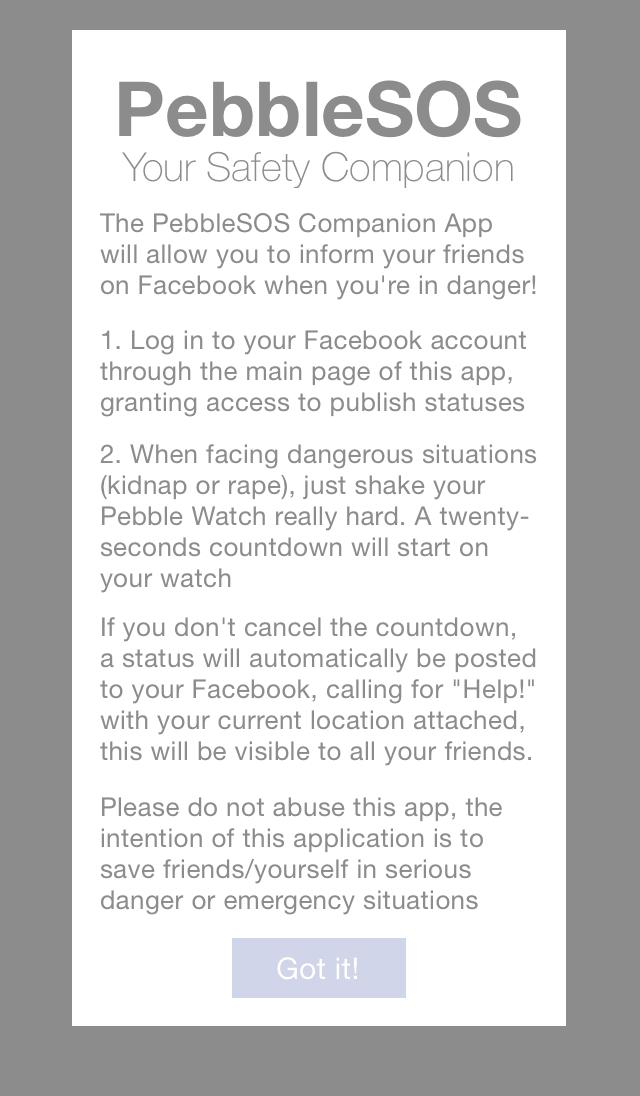 PebbleSOS
Your Safety Companion
The PebbleSOS Companion App
will allow you to inform your friends
on Facebook when you're in danger!
1. Log in to your Facebook account
through the main page of this app,
granting access to publish statuses
2. When facing dangerous situations
(kidnap or rape), just shake your
Pebble Watch really hard. A twenty-
seconds countdown will start on
your watch
If you don't cancel the countdown,
a status will automatically be posted
to your Facebook, calling for "Help!"
with your current location attached,
this will be visible to all your friends.
Please do not abuse this app, the
intention of this application is to
save friends/yourself in serious
danger or emergency situations
Got it!